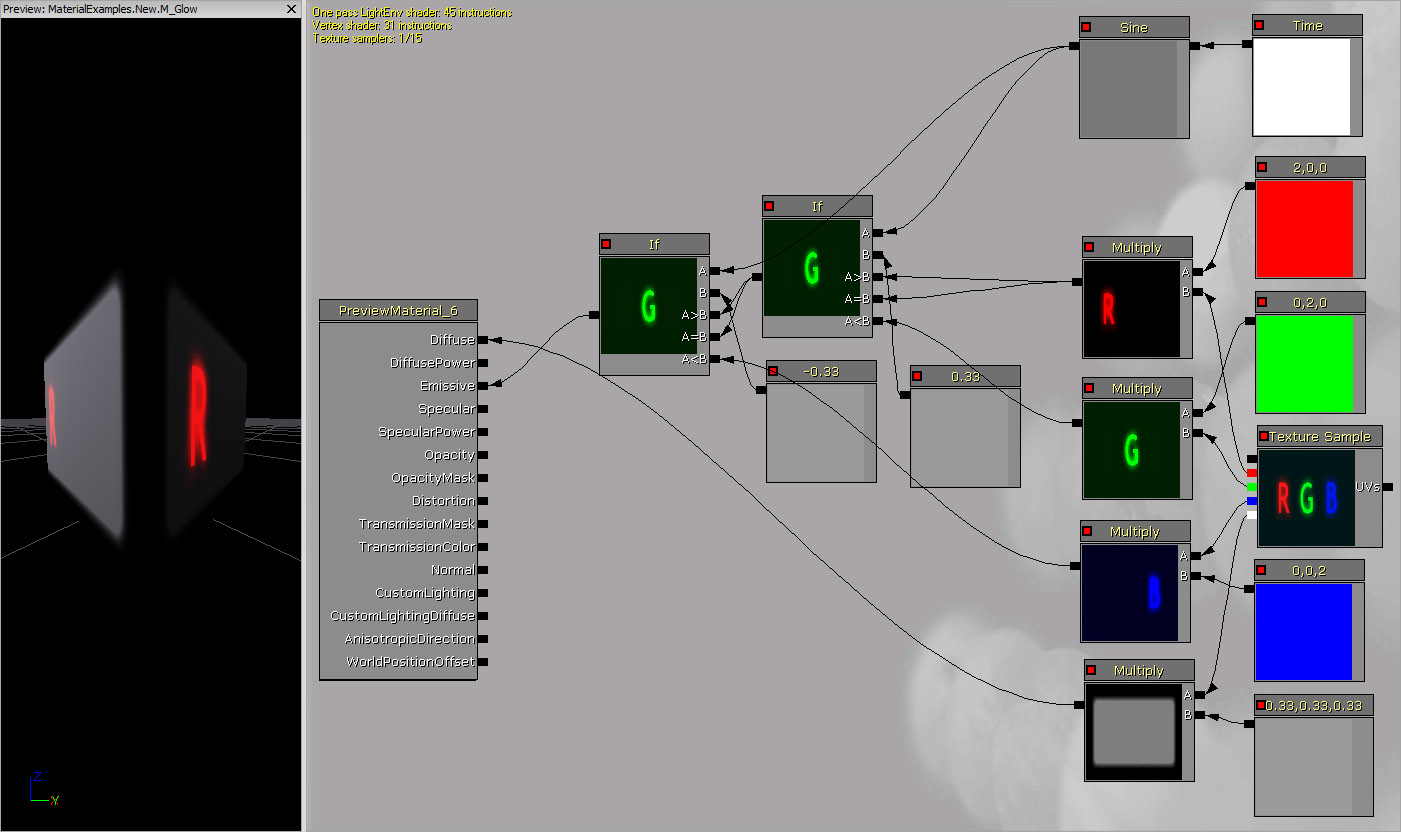 Preview: MaterialExamples.New.M_Glow
One pass LightEnv shader: 45 instructions
Vertex shader: 31 instructions
Texture samplers: 1/15
Sine
Time
2,0,0
If
A
B
A>B
A=B
A<B
G
If
A
B
A>B
A=B
A<B
G
Multiply
A
B
R
0,2,0
PreviewMaterial_6
Diffuse
DiffusePower
Emissive
Specular
SpecularPower
Opacity
OpacityMask
Distortion
TransmissionMask
TransmissionColor
Normal
CustomLighting
CustomLightingDiffuse
AnisotropicDirection
WorldPositionOffset
-0.33
0.33
Multiply
A
B
G
Texture Sample
RGB
UVs
Multiply
A
B
B
0,0,2
Multiply
A
B
0.33,0.33,0.33
R
R
Z
Y